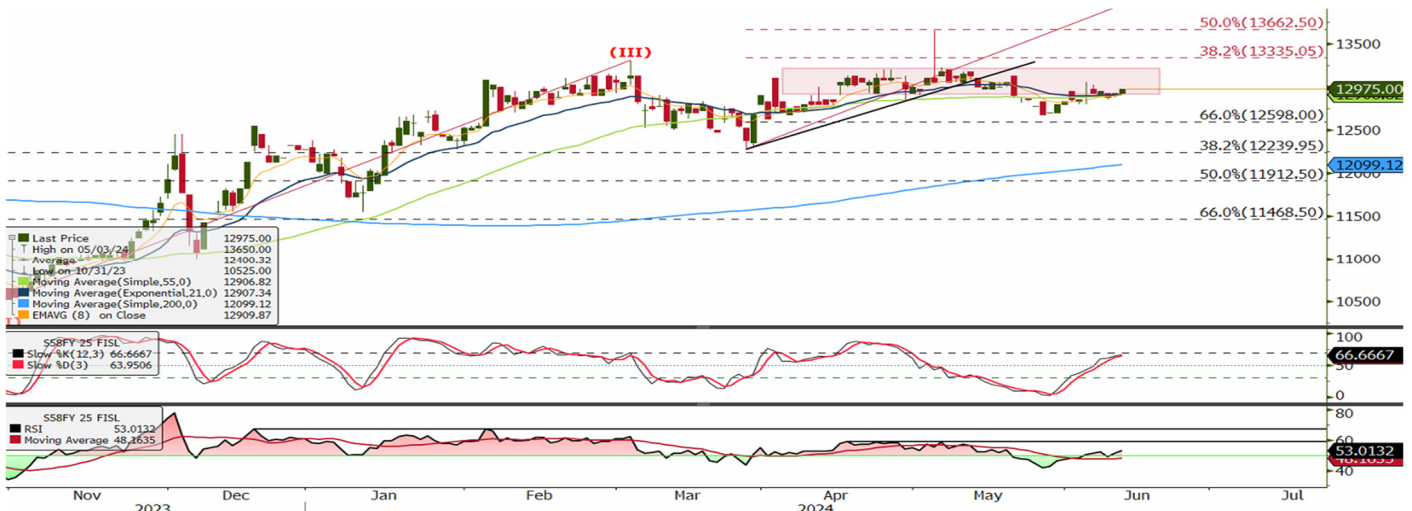 50.0%(13662.50)
13500
38.2%(13335.05)
(III)
12975.00
66.0%(12598.00)
12500
38.2%(12239.95)
12099.12
12000
50.0%(11912.50)
66.0%(11468.50)
11500
11000
10500
Last Price 12975.00
High on 05/03/24 13650.00
Average 12400.32
Low on 10/31/23 10525.00
Moving Average(Simple,55,0) 12906.82
Moving Average(Exponential,21,0) 12907.34
Moving Average(Simple,200,0) 12099.12
EMAVG (8) on Close 12909.87
S58FY 25 FISL
Slow %K(12,3) 66.6667
Slow %D(3) 63.9506
100
66.6667
50
0
S58FY 25 FISL
RSI 53.0132
Moving Average 48.1635
80
60
53.0132
48.1635
40
Nov Dec Jan Feb Mar Apr May Jun Jul
2023 2024